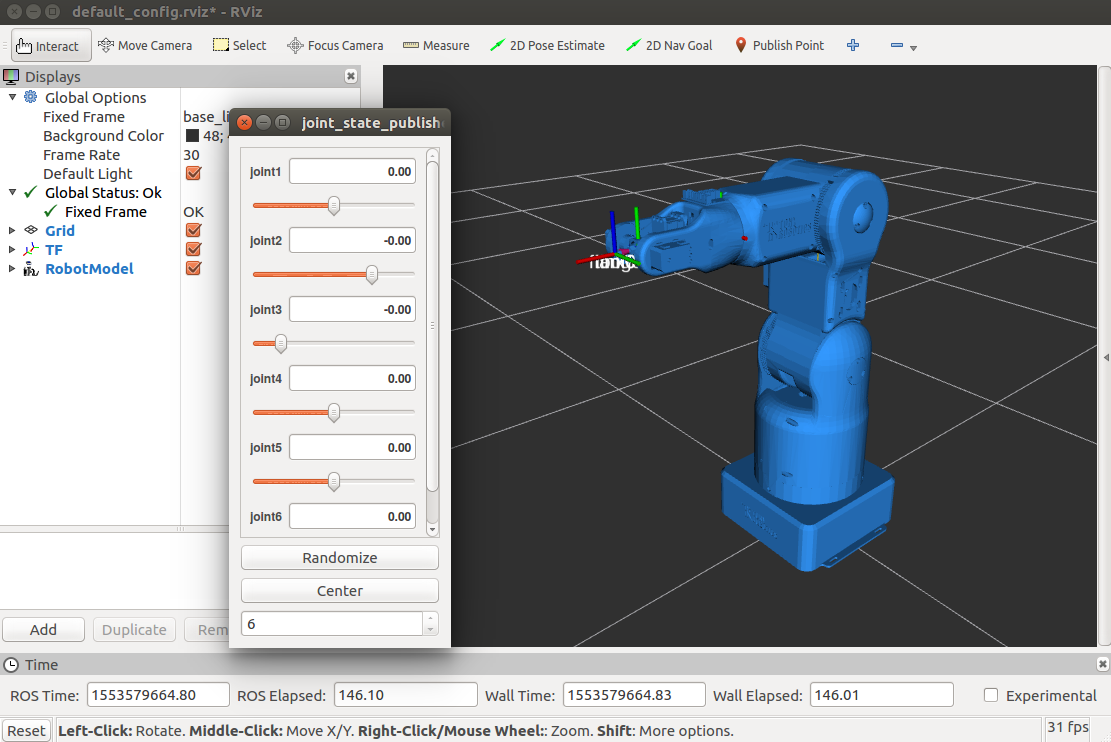 default_config.rviz* - RViz
Interact Move Camera Select Focus Camera Measure 2D Pose Estimate 2D Nav Goal Publish Point
Displays
Global Options
Fixed Frame base_li
Background Color 48;
Frame Rate 30
Default Light
Global Status: Ok
Fixed Frame OK
Grid
TF
RobotModel
Add Duplicate Rem
joint_state_publish
joint1 0.00
joint2 -0.00
joint3 -0.00
joint4 0.00
joint5 0.00
joint6 0.00
Randomize
Center
6
Time
ROS Time: 1553579664.80 ROS Elapsed: 146.10 Wall Time: 1553579664.83 Wall Elapsed: 146.01 Experimental
Reset Left-Click: Rotate. Middle-Click: Move X/Y. Right-Click/Mouse Wheel:: Zoom. Shift: More options. 31 fps